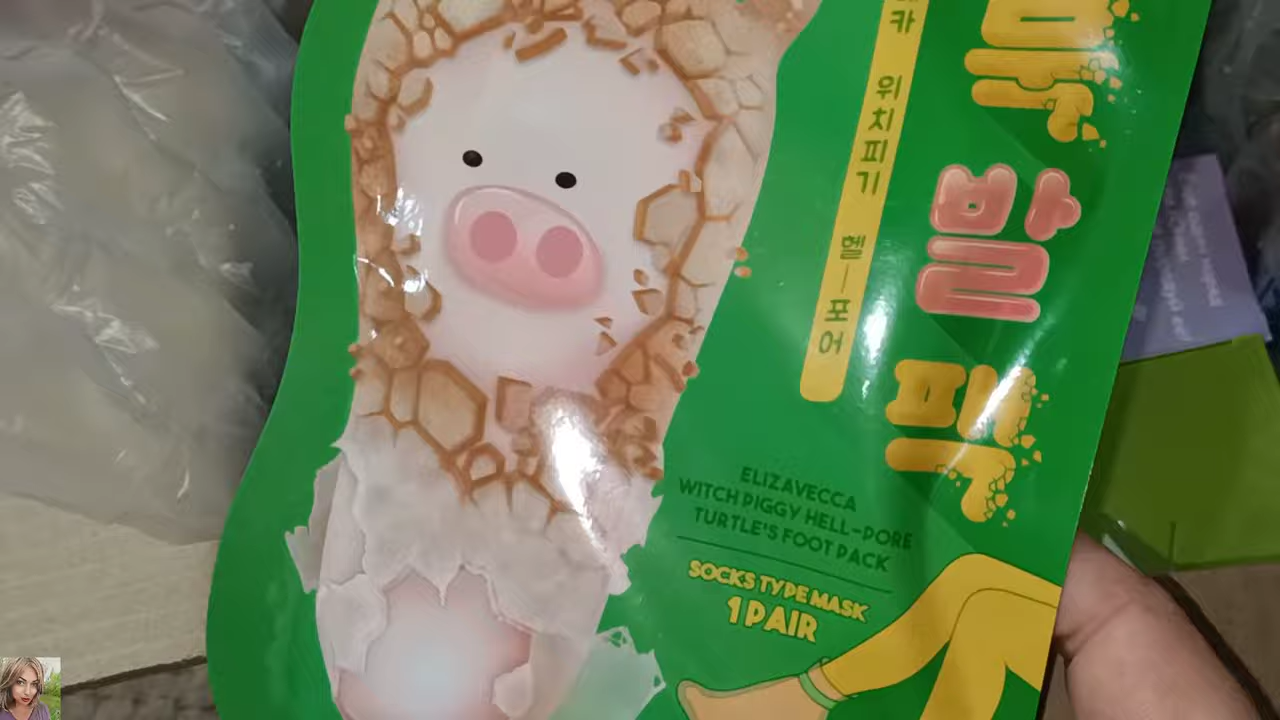 위치피기 헬-포어
발
팩
ELIZAVECCA
WITCH PIGGY HELL-PORE
TURTLE'S FOOT PACK
SOCKS TYPE MASK
1 PAIR